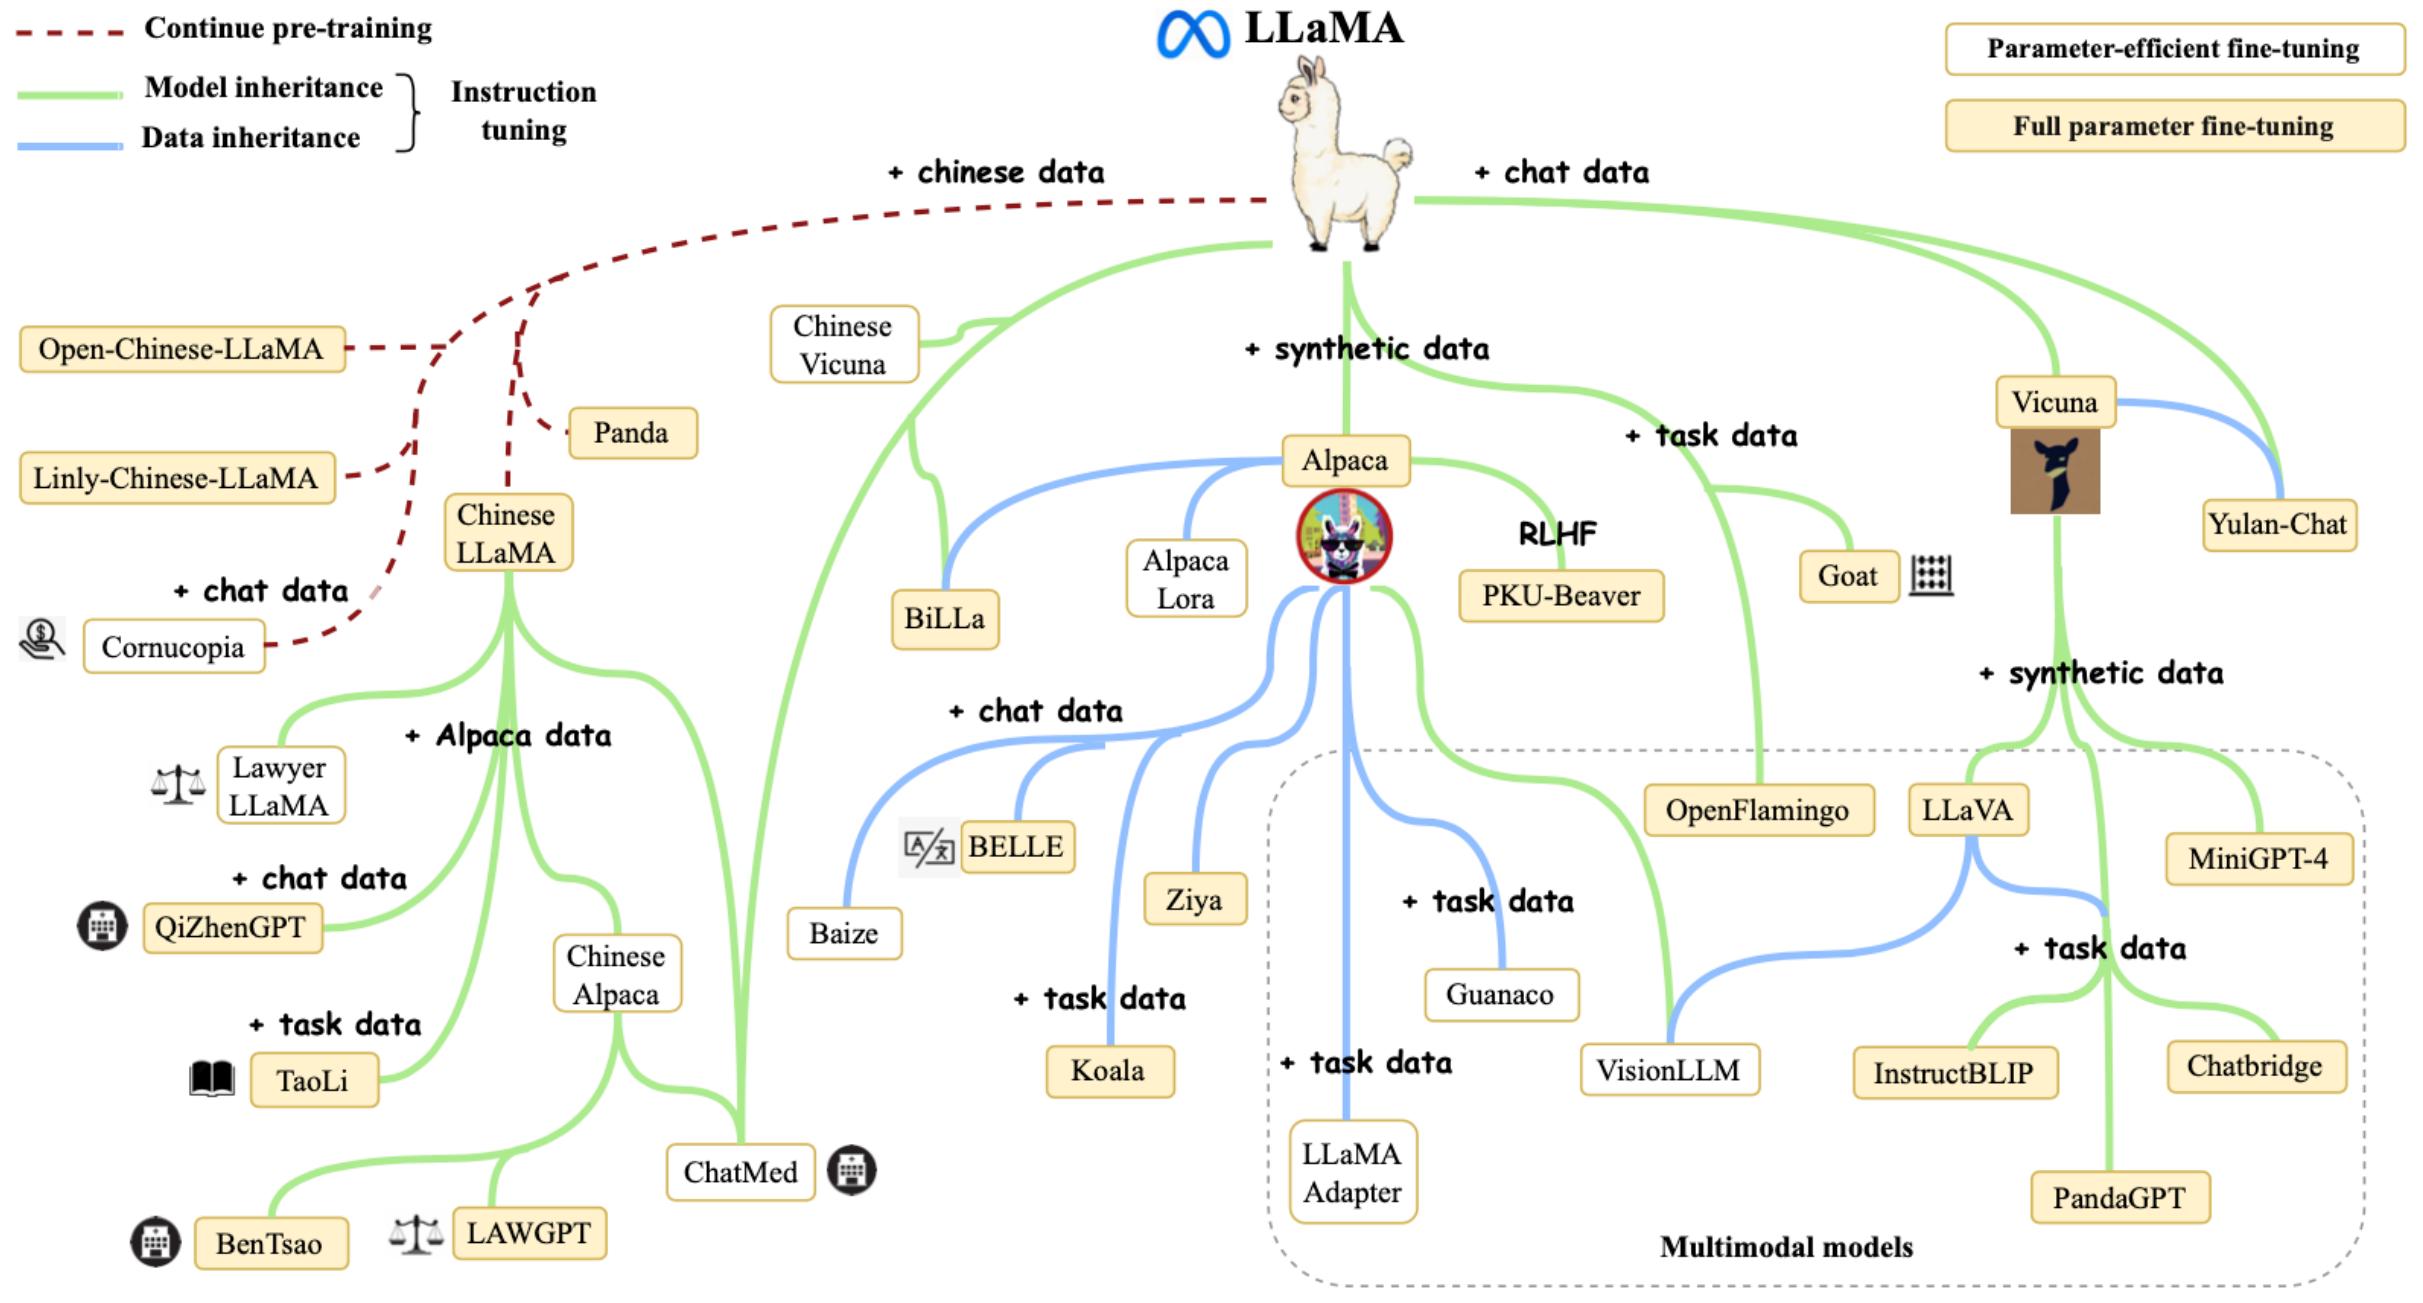 LLaMA
Continue pre-training
Model inheritance
Data inheritance
Instruction
tuning
Parameter-efficient fine-tuning
Full parameter fine-tuning
+ chinese data
+ chat data
Chinese
Vicuna
+ synthetic data
Open-Chinese-LLaMA
Panda
Linly-Chinese-LLaMA
Chinese
LLaMA
+ chat data
Cornucopia
Alpaca
+ task data
Vicuna
Yulan-Chat
RLHF
Alpaca
Lora
BiLLa
PKU-Beaver
Goat
+ synthetic data
+ chat data
+ Alpaca data
Lawyer
LLaMA
+ chat data
QiZhenGPT
+ task data
TaoLi
Chinese
Alpaca
BenTsao
LAWGPT
ChatMed
Baize
BELLE
Ziya
+ task data
Koala
+ task data
Guanaco
+ task data
LLaMA
Adapter
OpenFlamingo
LLaVA
MiniGPT-4
+ task data
VisionLLM
InstructBLIP
Chatbridge
PandaGPT
Multimodal models